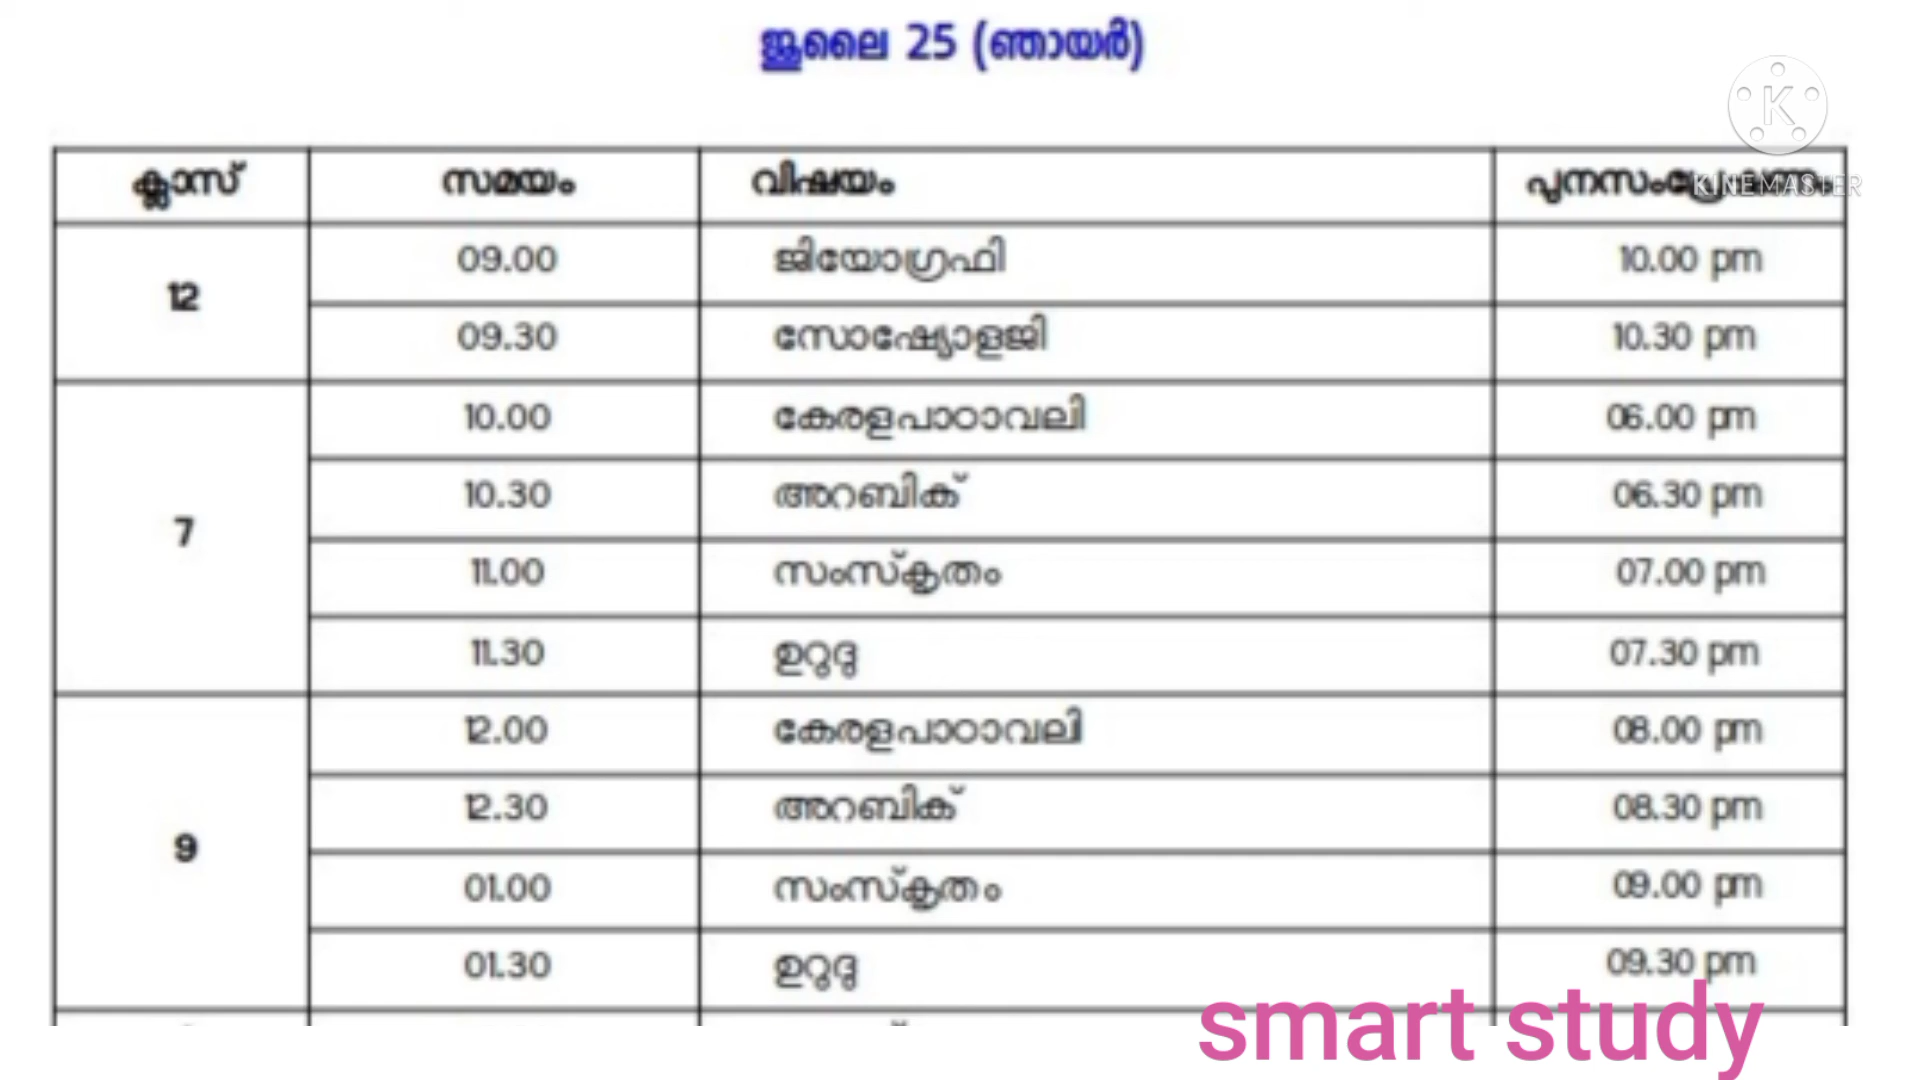 ജൂലൈ 25 (ഞായർ)
K
KINEMASTER
ക്ലാസ് സമയം വിഷയം
12 09.00 ജിയോഗ്രഫി 10.00 pm
09.30 സോഷ്യോളജി 10.30 pm
7 10.00 കേരളപാഠാവലി 06.00 pm
10.30 അറബിക് 06.30 pm
11.00 സംസ്കൃതം 07.00 pm
11.30 ഉറുദു 07.30 pm
9 12.00 കേരളപാഠാവലി 08.00 pm
12.30 അറബിക് 08.30 pm
01.00 സംസ്കൃതം 09.00 pm
01.30 ഉറുദു 09.30 pm
smart study